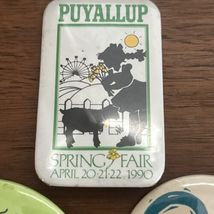 PUYALLUP
SPRING FAIR
APRIL 20·21·22, 1990